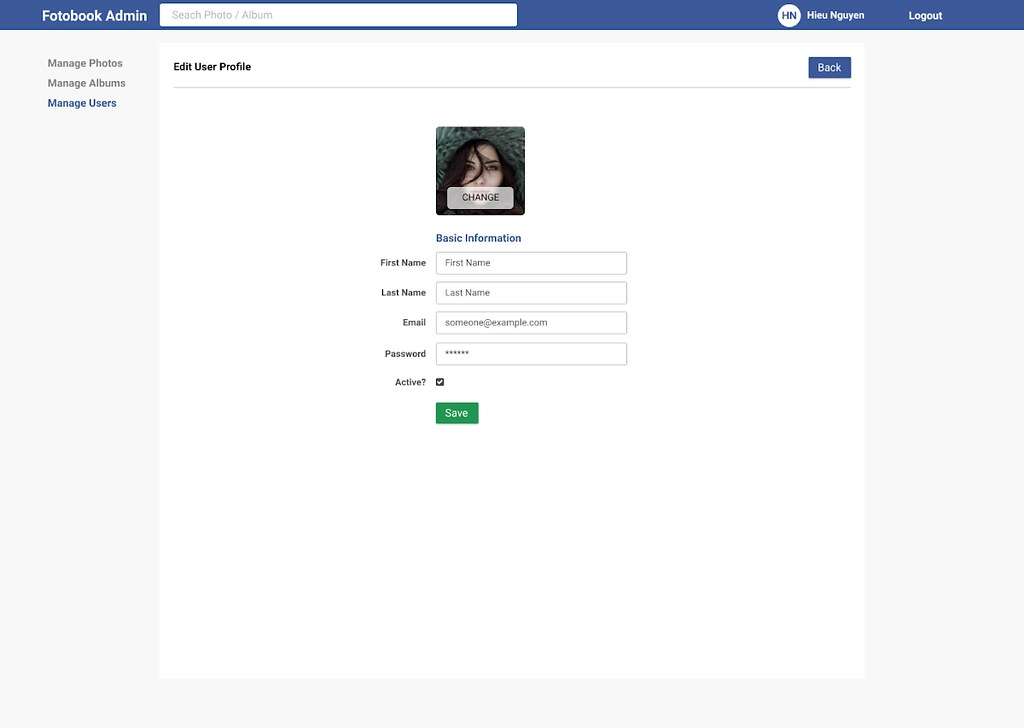 Fotobook Admin
Seach Photo / Album
HN
Hieu Nguyen
Logout
Manage Photos
Manage Albums
Manage Users
Edit User Profile
Back
CHANGE
Basic Information
First Name
First Name
Last Name
Last Name
Email
someone@example.com
Password
******
Active?
Save